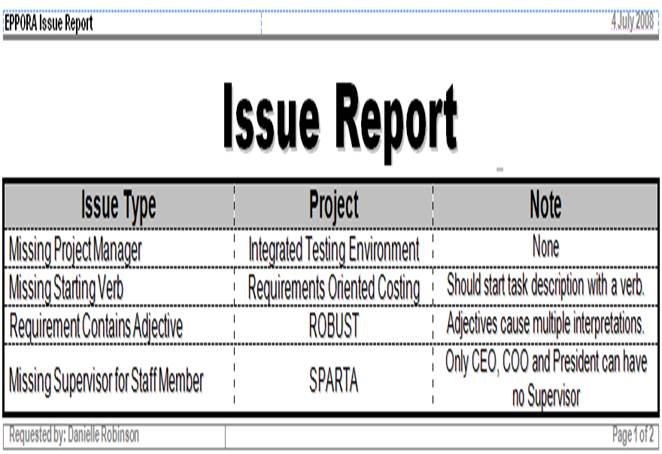 EPPORA Issue Report 4 July 2008
Issue Report
Issue Type Project Note
Missing Project Manager Integrated Testing Environment None
Missing Starting Verb Requirements Oriented Costing Should start task description with a verb.
Requirement Contains Adjective ROBUST Adjectives cause multiple interpretations.
Missing Supervisor for Staff Member SPARTA Only CEO, COO and President can have
no Supervisor
Requested by: Danielle Robinson Page 1 of 2